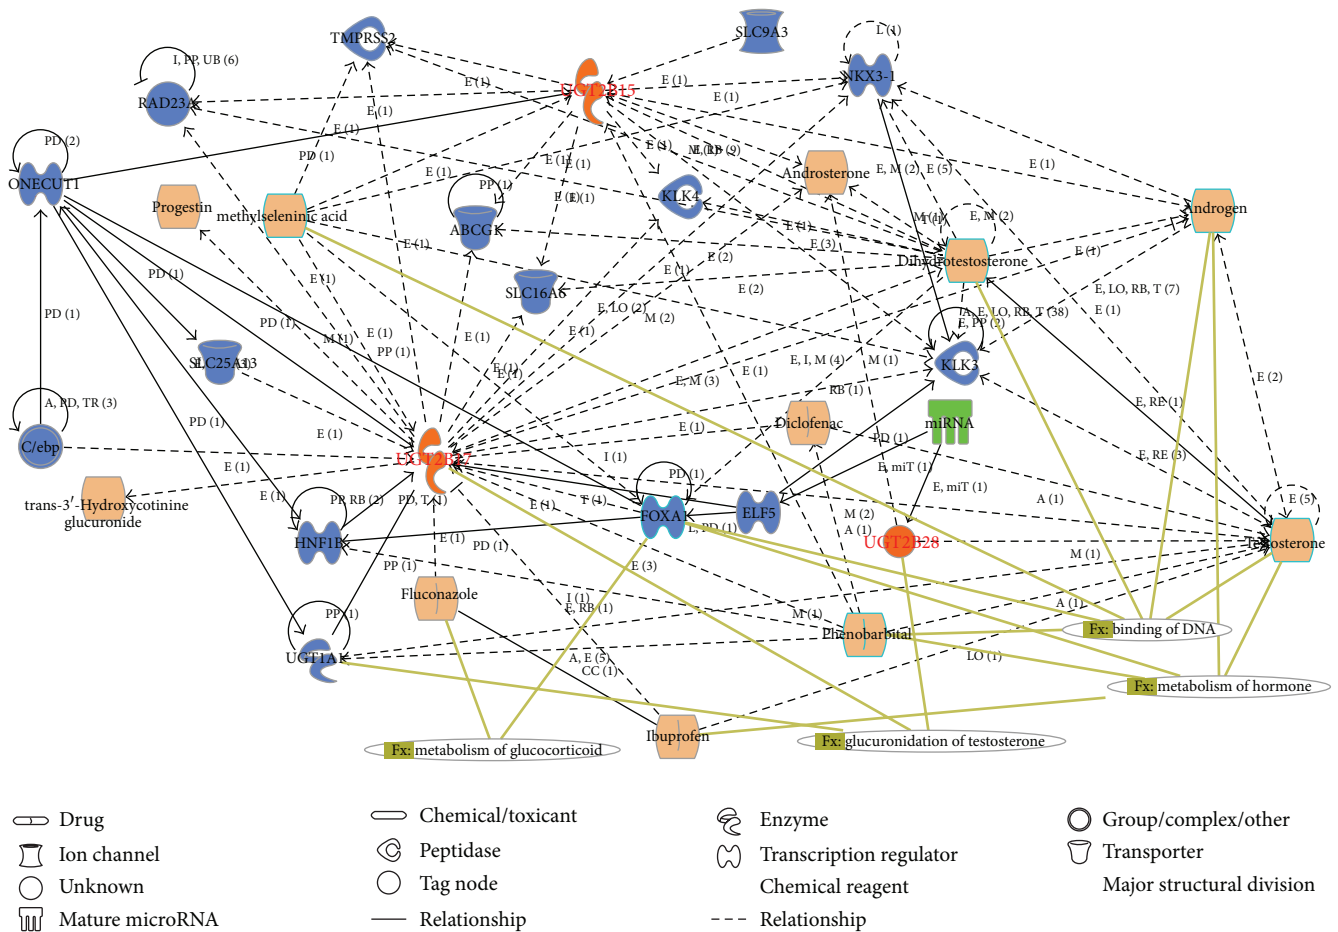 SLC9A3
TMPRSS2
L (1)
I, PP, UB (6)
NKX3-1
E (1)
E (1)
UGT2B15
RAD23A
E (1)
E (1)
E (1)
PD (2)
PD (1)
E (1)
E (1)
Androsterone
E, M (2)
E (5)
ONECUT1
E (1)
PP (1)
KLK4
Progestin
methylseleninic acid
Androgen
E, M (2)
ABCG1
E (1)
E (1)
E (3)
E (1)
E (2)
Dihydrotestosterone
PD (1)
E (1)
E (1)
SLC16A6
E (2)
E, LO, RB, T (7)
PD (1)
E, LO (2)
M (2)
A, E, LO, RB, T (38)
E (1)
PD (1)
M (1)
E (1)
E (1)
E (1)
E, PP (2)
PP (1)
SLC25A13
E, I, M (4)
M (1)
KLK3
E (1)
E, M (3)
E (2)
A, PD, TR (3)
RB (1)
E, RE (1)
PD (1)
E (1)
E (1)
Diclofenac
miRNA
C/ebp
PD (1)
UGT2B17
I (1)
E, RE (3)
E (1)
E, miT (1)
PD (1)
trans-3′-Hydroxycotinine
glucuronide
E (1)
PP, RB (2)
PD, T (1)
E (1)
T (1)
E, miT (1)
A (1)
E (5)
FOXA1
ELF5
M (2)
A (1)
HNF1B
E (1)
PD (1)
UGT2B28
Testosterone
PP (1)
E (3)
M (1)
Fluconazole
I (1)
E, RB (1)
M (1)
A (1)
PP (1)
Phenobarbital
Fx: binding of DNA
UGT1A1
A, E (5)
CC (1)
LO (1)
Fx: metabolism of hormone
Ibuprofen
Fx: metabolism of glucocorticoid
Fx: glucuronidation of testosterone
Drug
Chemical/toxicant
Enzyme
Group/complex/other
Ion channel
Peptidase
Transcription regulator
Transporter
Unknown
Tag node
Chemical reagent
Major structural division
Mature microRNA
Relationship
Relationship